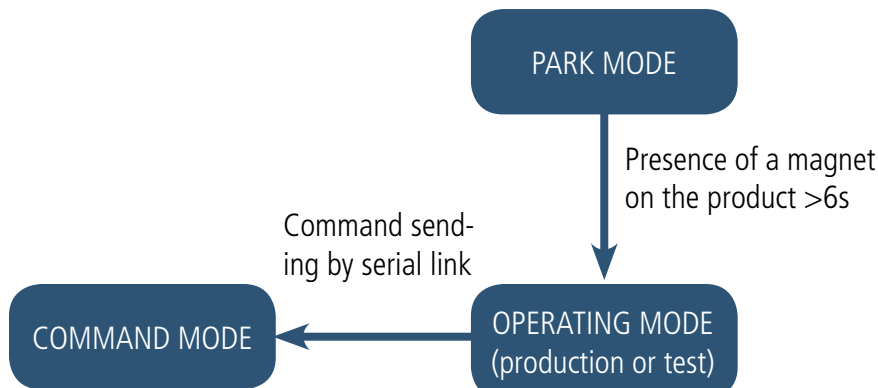 PARK MODE
Presence of a magnet
on the product >6s
Command send-
ing by serial link
COMMAND MODE
OPERATING MODE
(production or test)